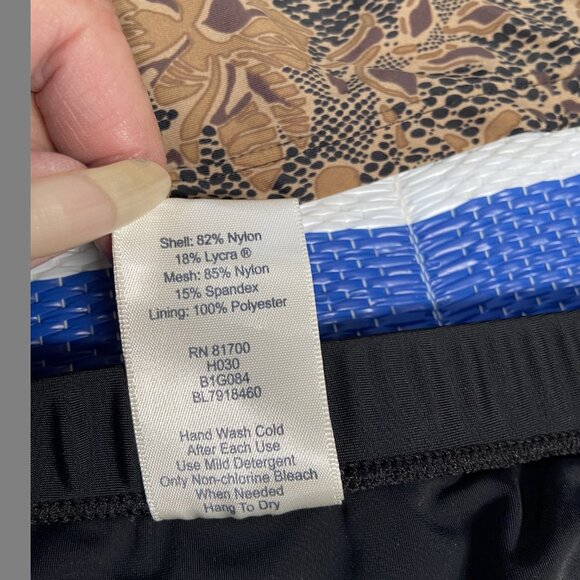 Shell: 82% Nylon
18% Lycra ®
Mesh: 85% Nylon
15% Spandex
Lining: 100% Polyester
RN 81700
H030
B1G084
BL7918460
Hand Wash Cold
After Each Use
Use Mild Detergent
Only Non-chlorine Bleach
When Needed
Hang To Dry